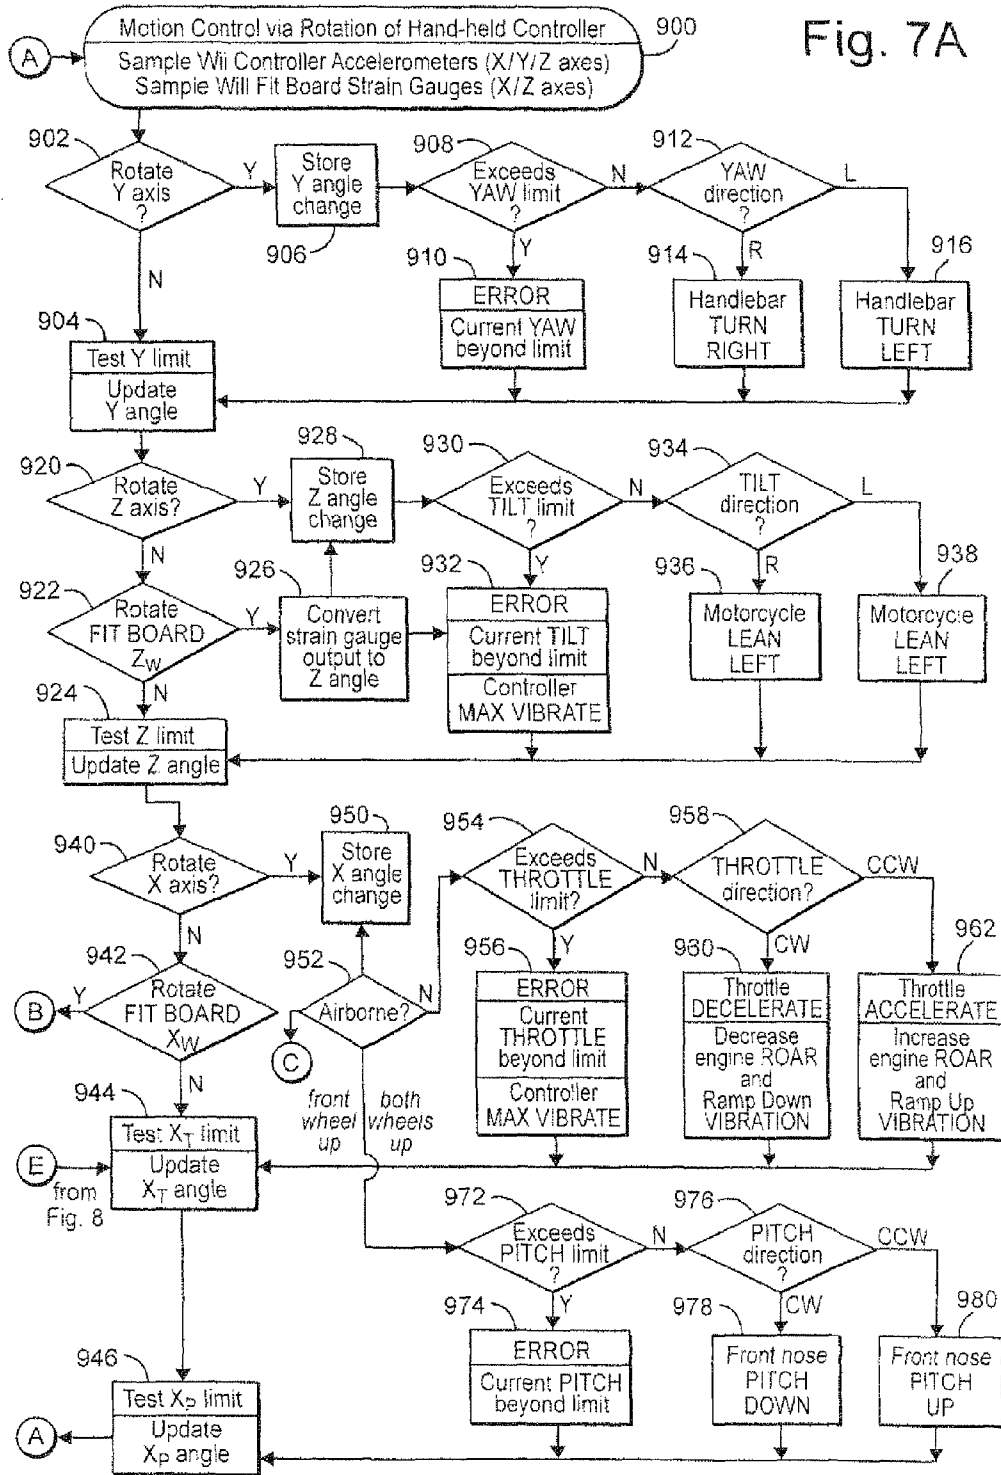 Fig. 7A
A
Motion Control via Rotation of Hand-held Controller
Sample Wii Controller Accelerometers (X/Y/Z axes)
Sample Will Fit Board Strain Gauges (X/Z axes)
900
902
Rotate
Y axis
?
Y
N
Store
Y angle
change
906
908
Exceeds
YAW limit
?
N
Y
912
YAW
direction
?
L
R
910
ERROR
Current YAW
beyond limit
914
Handlebar
TURN
RIGHT
916
Handlebar
TURN
LEFT
904
Test Y limit
Update
Y angle
920
Rotate
Z axis?
Y
N
928
Store
Z angle
change
930
Exceeds
TILT limit
?
N
Y
934
TILT
direction
?
L
R
922
Rotate
FIT BOARD
ZW
Y
N
926
Convert
strain gauge
output to
Z angle
932
ERROR
Current TILT
beyond limit
Controller
MAX VIBRATE
936
Motorcycle
LEAN
LEFT
938
Motorcycle
LEAN
LEFT
924
Test Z limit
Update Z angle
940
Rotate
X axis?
Y
N
950
Store
X angle
change
954
Exceeds
THROTTLE
limit?
N
Y
958
THROTTLE
direction?
CCW
CW
942
Rotate
FIT BOARD
XW
Y
B
N
952
Airborne?
N
C
front
wheel
up
both
wheels
up
956
ERROR
Current
THROTTLE
beyond limit
Controller
MAX VIBRATE
960
Throttle
DECELERATE
Decrease
engine ROAR
and
Ramp Down
VIBRATION
962
Throttle
ACCELERATE
Increase
engine ROAR
and
Ramp Up
VIBRATION
944
Test XT limit
Update
XT angle
E
from
Fig. 8
972
Exceeds
PITCH limit
?
N
Y
976
PITCH
direction
?
CCW
CW
974
ERROR
Current PITCH
beyond limit
978
Front nose
PITCH
DOWN
980
Front nose
PITCH
UP
946
Test XP limit
Update
XP angle
A